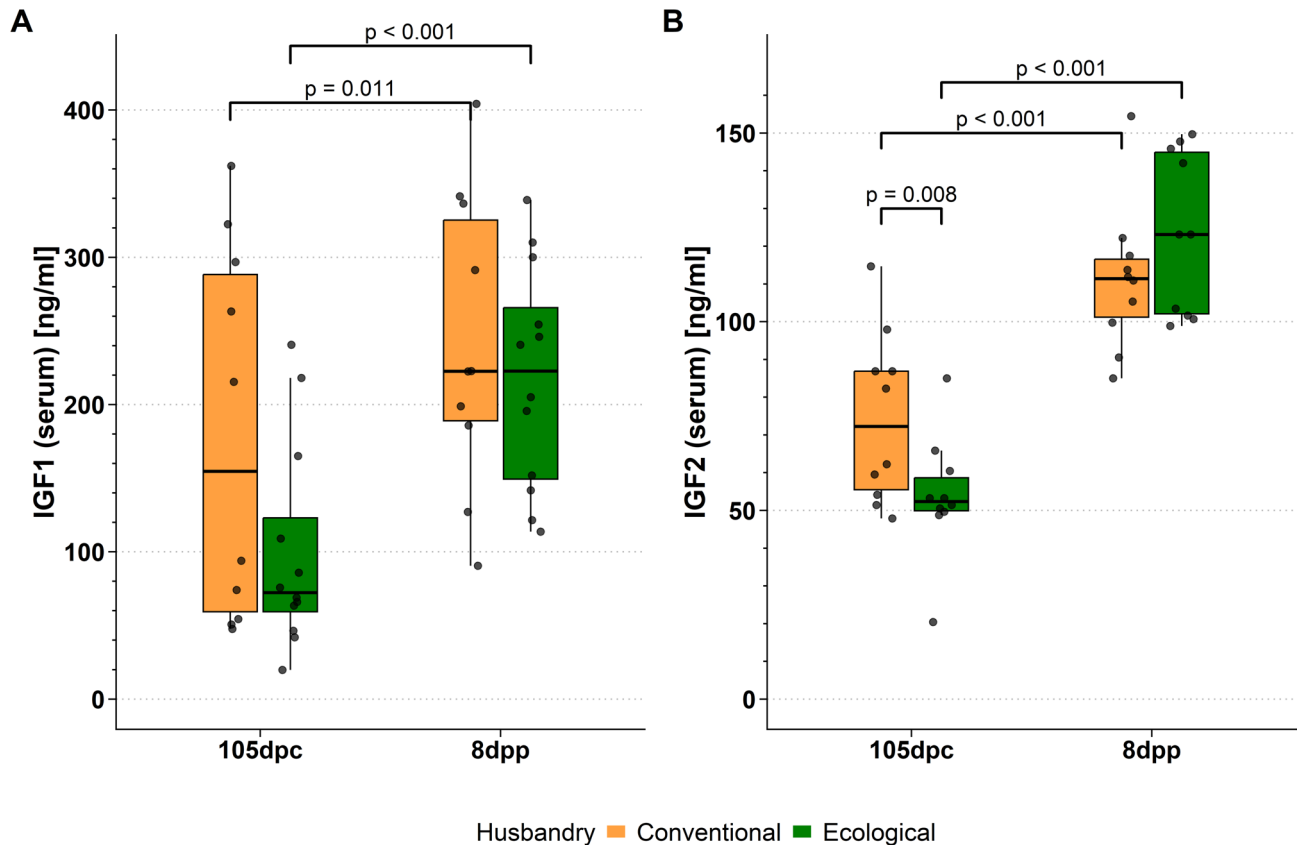 A
IGF1 (serum) [ng/ml]
400
300
200
100
0
p < 0.001
p = 0.011
105dpc
8dpp
B
IGF2 (serum) [ng/ml]
150
100
50
0
p < 0.001
p < 0.001
p = 0.008
105dpc
8dpp
Husbandry Conventional Ecological